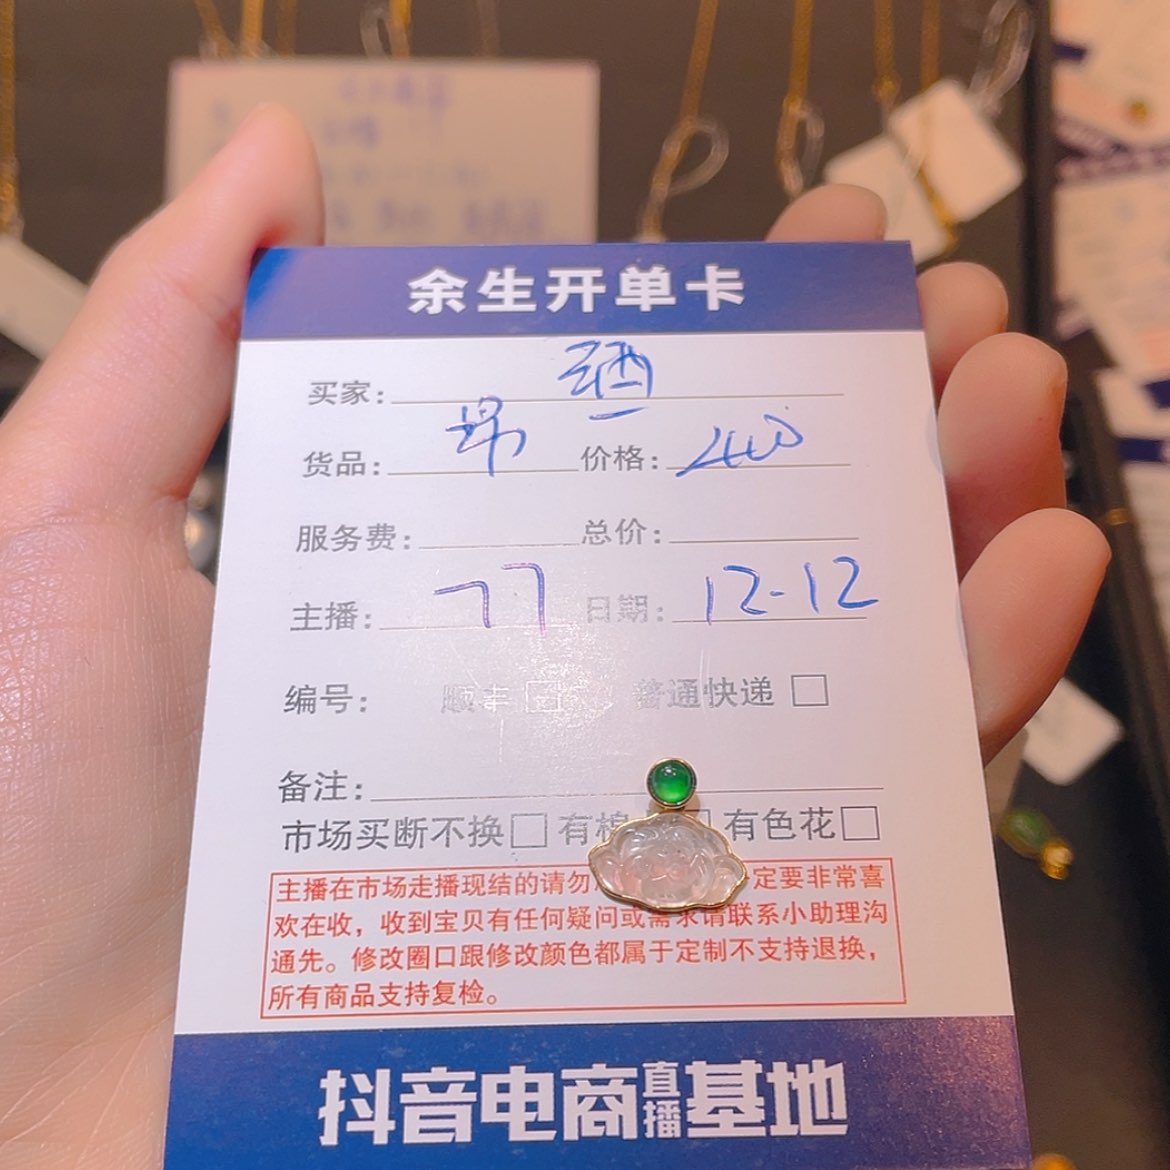 余生开单卡
买家：
货品： 价格：
服务费： 总价：
主播：77 日期：12-12
编号： 顺丰 普通快递
备注：
市场买断不换 有棉 有色花
主播在市场走播现结的请勿 定要非常喜
欢在收，收到宝贝有任何疑问或需求请联系小助理沟
通先。修改圈口跟修改颜色都属于定制不支持退换，
所有商品支持复检。
抖音电商直播基地